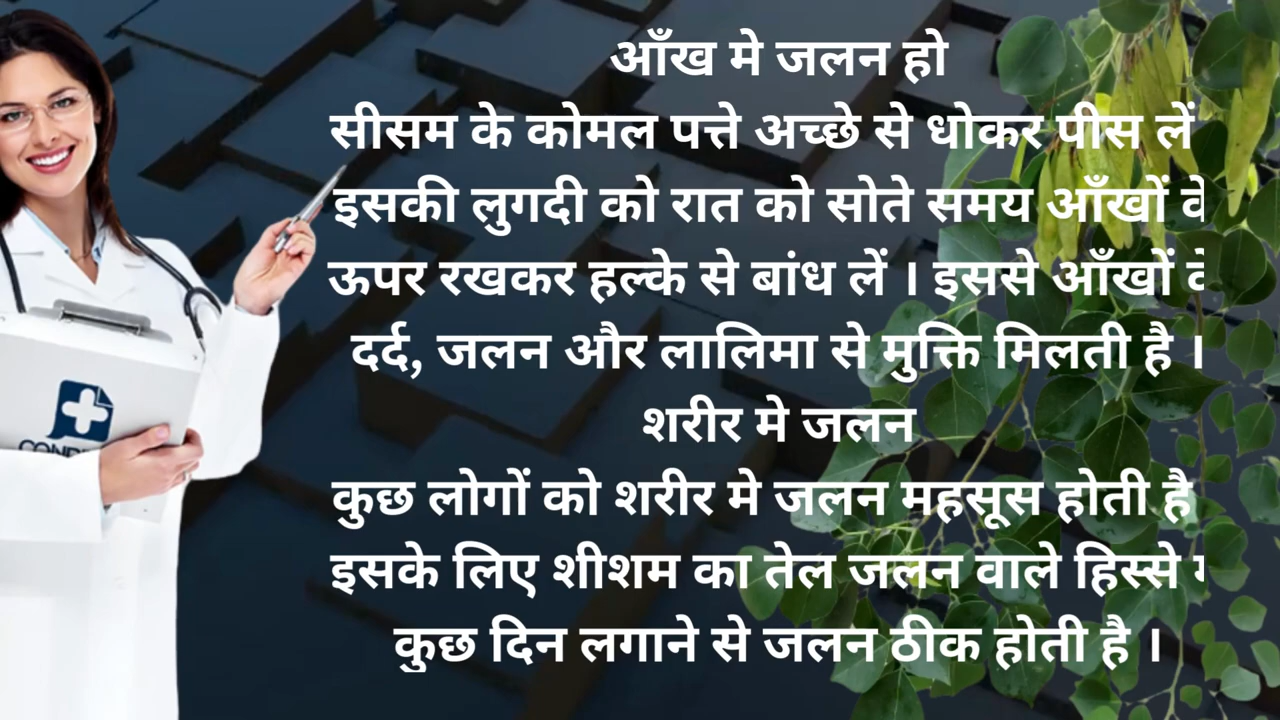 आँख मे जलन हो
सीसम के कोमल पत्ते अच्छे से धोकर पीस लें
इसकी लुगदी को रात को सोते समय आँखों
ऊपर रखकर हल्के से बांध लें । इससे आँखों
दर्द, जलन और लालिमा से मुक्ति मिलती है ।
शरीर मे जलन
कुछ लोगों को शरीर मे जलन महसूस होती है
इसके लिए शीशम का तेल जलन वाले हिस्से
कुछ दिन लगाने से जलन ठीक होती है ।